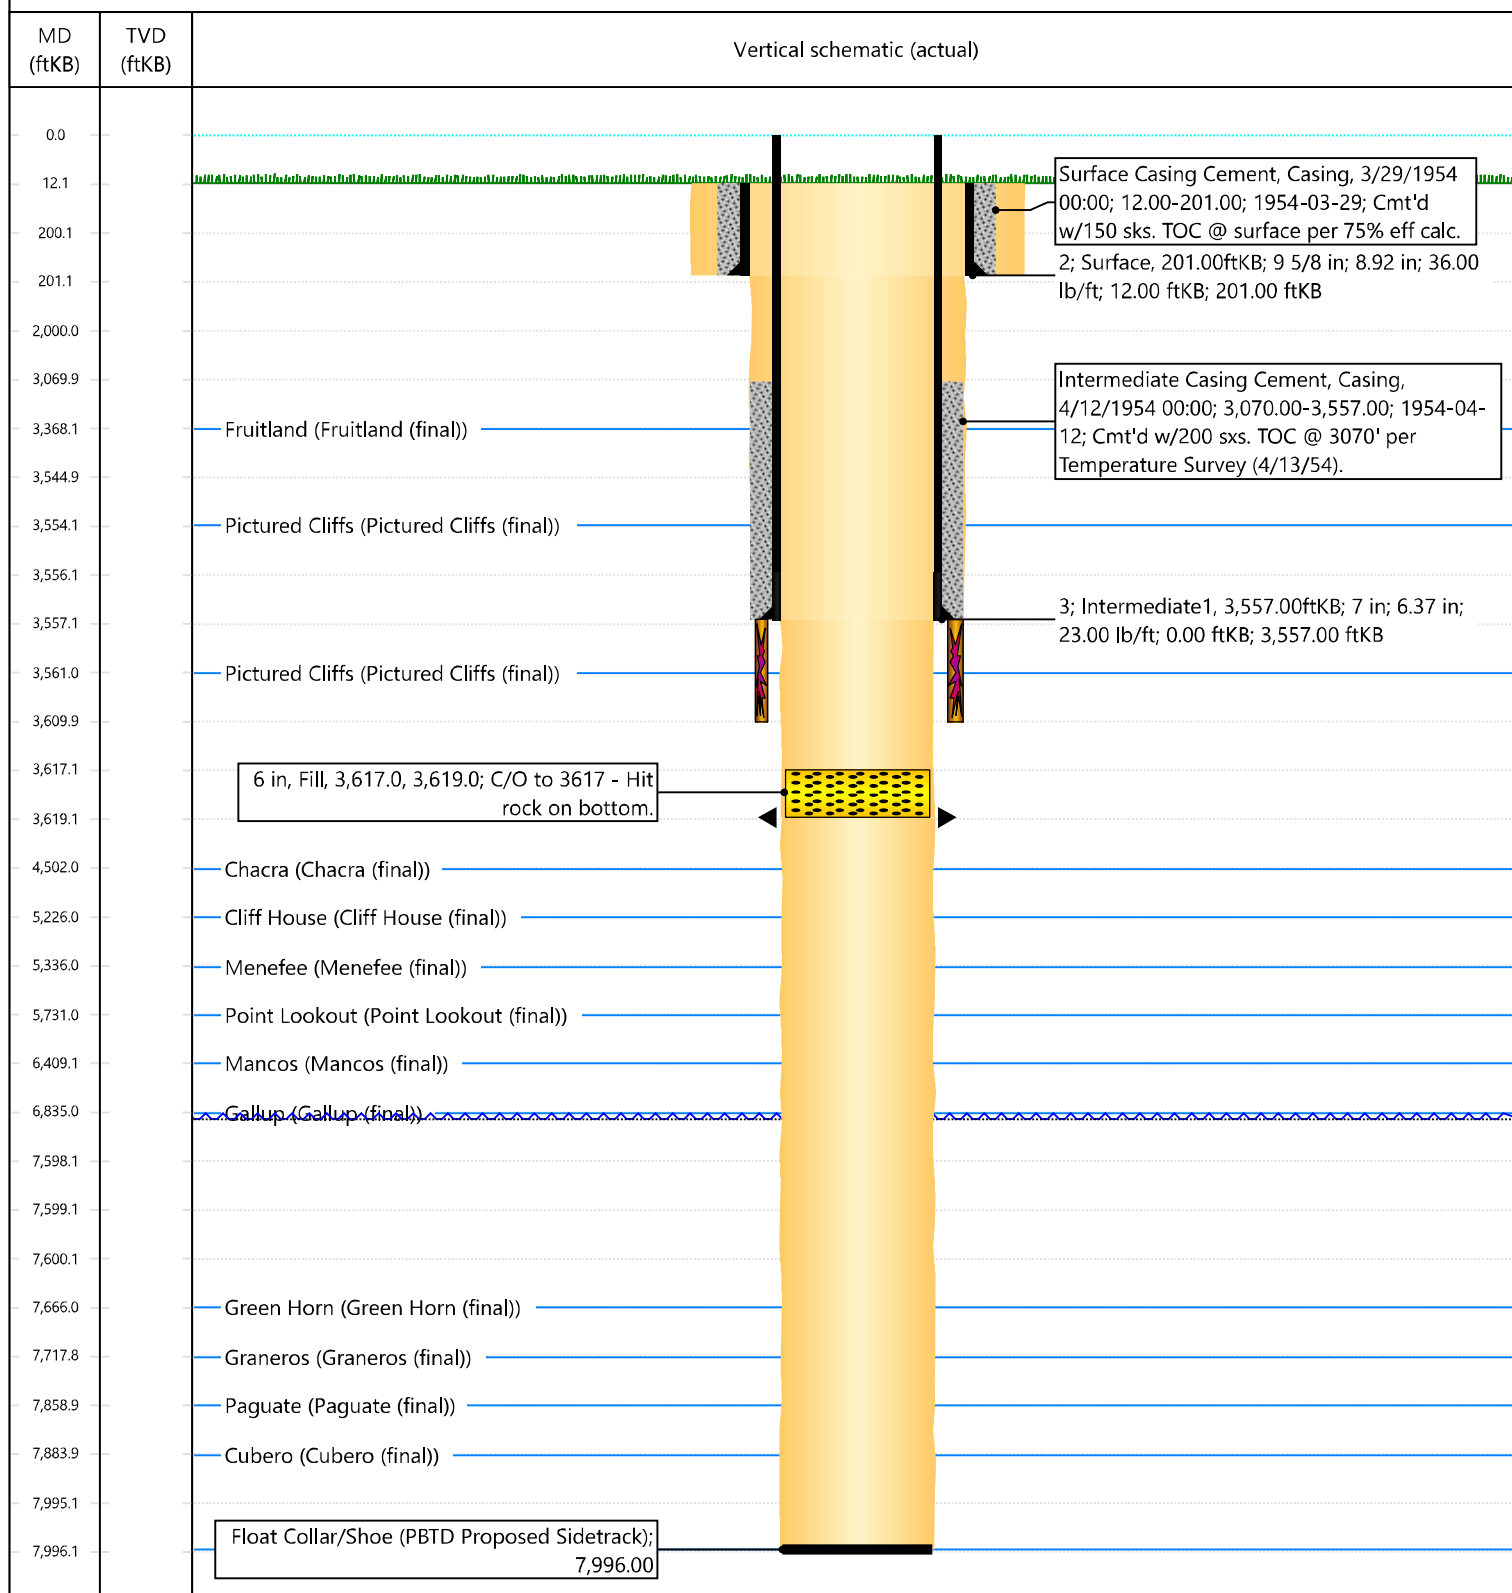 MD
(ftKB)
TVD
(ftKB)
Vertical schematic (actual)
0.0
12.1
Surface Casing Cement, Casing, 3/29/1954
00:00; 12.00-201.00; 1954-03-29; Cmt'd
w/150 sks. TOC @ surface per 75% eff calc.
200.1
2; Surface, 201.00ftKB; 9 5/8 in; 8.92 in; 36.00
lb/ft; 12.00 ftKB; 201.00 ftKB
201.1
2,000.0
3,069.9
Intermediate Casing Cement, Casing,
4/12/1954 00:00; 3,070.00-3,557.00; 1954-04-
12; Cmt'd w/200 sxs. TOC @ 3070' per
Temperature Survey (4/13/54).
3,368.1
Fruitland (Fruitland (final))
3,544.9
3,554.1
Pictured Cliffs (Pictured Cliffs (final))
3,556.1
3; Intermediate1, 3,557.00ftKB; 7 in; 6.37 in;
23.00 lb/ft; 0.00 ftKB; 3,557.00 ftKB
3,557.1
3,561.0
Pictured Cliffs (Pictured Cliffs (final))
3,609.9
3,617.1
6 in, Fill, 3,617.0, 3,619.0; C/O to 3617 - Hit
rock on bottom.
3,619.1
4,502.0
Chacra (Chacra (final))
5,226.0
Cliff House (Cliff House (final))
5,336.0
Menefee (Menefee (final))
5,731.0
Point Lookout (Point Lookout (final))
6,409.1
Mancos (Mancos (final))
6,835.0
Gallup (Gallup (final))
7,598.1
7,599.1
7,600.1
7,666.0
Green Horn (Green Horn (final))
7,717.8
Graneros (Graneros (final))
7,858.9
Paguate (Paguate (final))
7,883.9
Cubero (Cubero (final))
7,995.1
7,996.1
Float Collar/Shoe (PBTD Proposed Sidetrack);
7,996.00